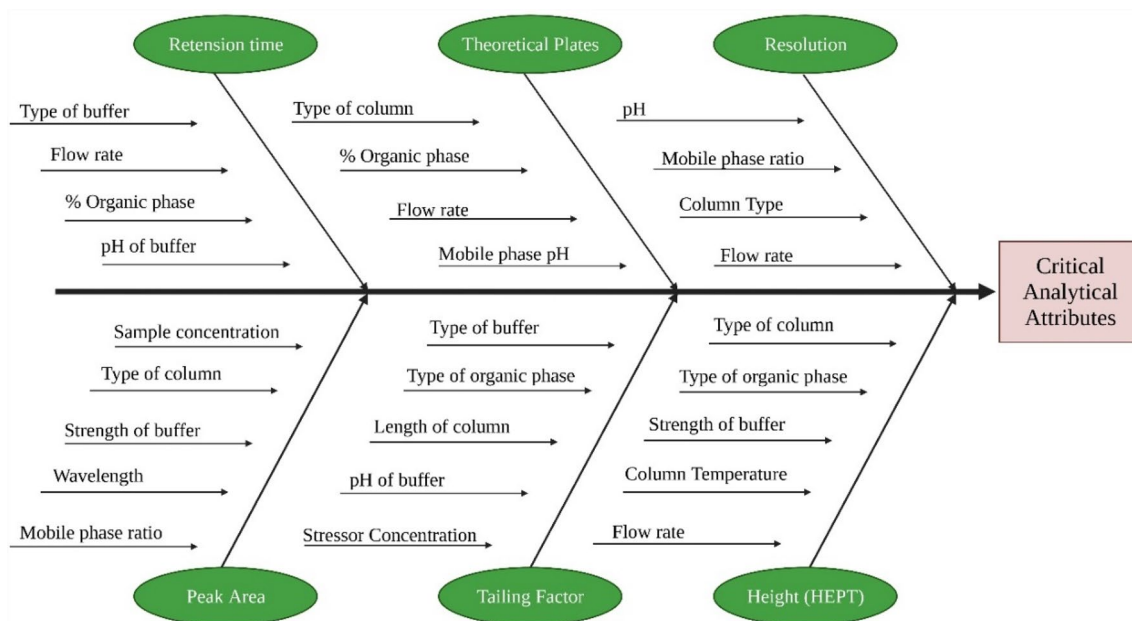 Retension time
Theoretical Plates
Resolution
Type of buffer
Flow rate
% Organic phase
pH of buffer
Type of column
% Organic phase
Flow rate
Mobile phase pH
pH
Mobile phase ratio
Column Type
Flow rate
Critical
Analytical
Attributes
Sample concentration
Type of column
Strength of buffer
Wavelength
Mobile phase ratio
Type of buffer
Type of organic phase
Length of column
pH of buffer
Stressor Concentration
Type of column
Type of organic phase
Strength of buffer
Column Temperature
Flow rate
Peak Area
Tailing Factor
Height (HEPT)